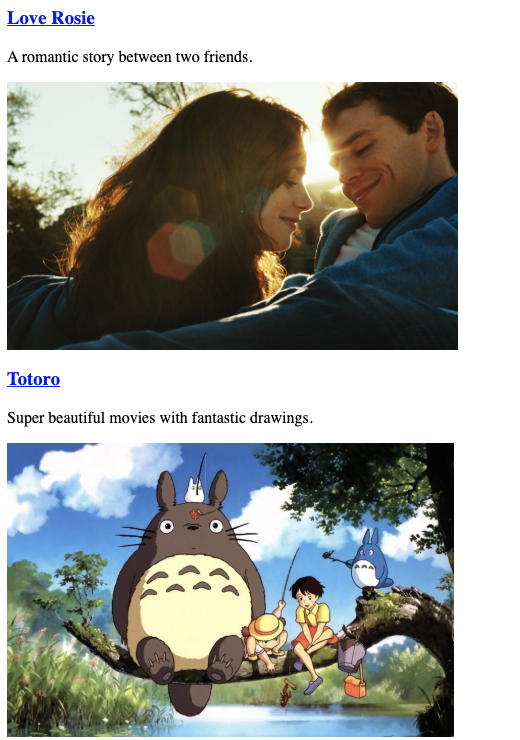 Love Rosie
A romantic story between two friends.
Totoro
Super beautiful movies with fantastic drawings.